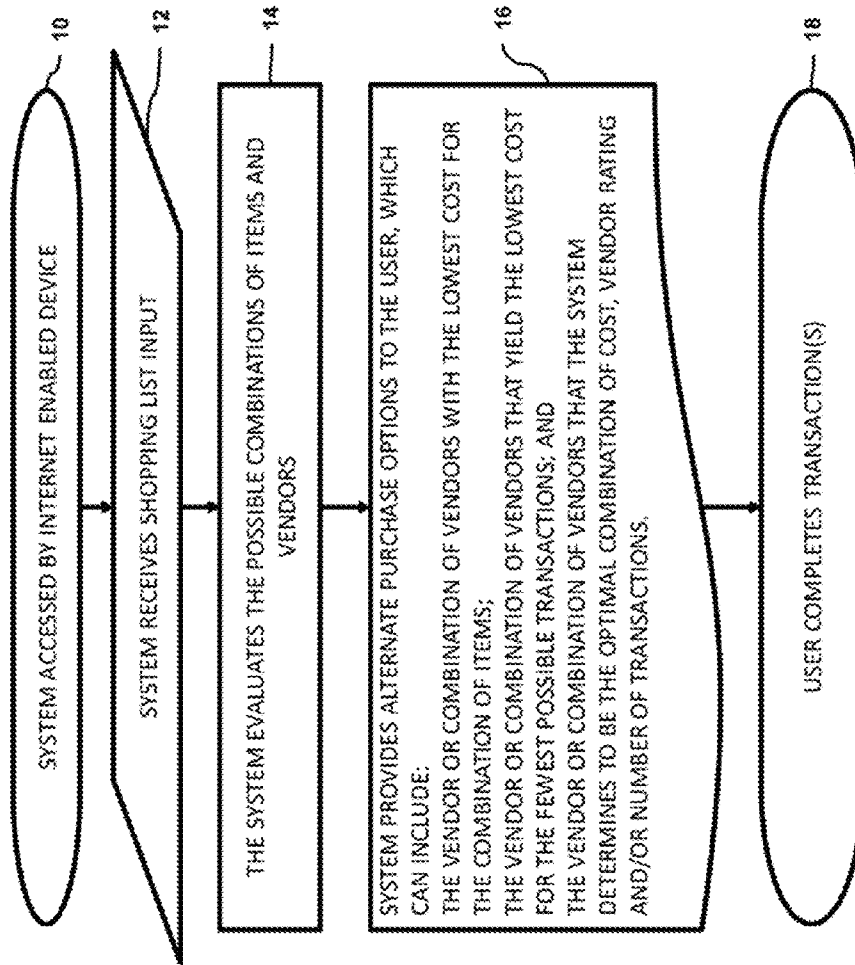 SYSTEM ACCESSED BY INTERNET ENABLED DEVICE
10
SYSTEM RECEIVES SHOPPING LIST INPUT
12
THE SYSTEM EVALUATES THE POSSIBLE COMBINATIONS OF ITEMS AND
VENDORS
14
SYSTEM PROVIDES ALTERNATE PURCHASE OPTIONS TO THE USER, WHICH
CAN INCLUDE:
THE VENDOR OR COMBINATION OF VENDORS WITH THE LOWEST COST FOR
THE COMBINATION OF ITEMS;
THE VENDOR OR COMBINATION OF VENDORS THAT YIELD THE LOWEST COST
FOR THE FEWEST POSSIBLE TRANSACTIONS; AND
THE VENDOR OR COMBINATION OF VENDORS THAT THE SYSTEM
DETERMINES TO BE THE OPTIMAL COMBINATION OF COST, VENDOR RATING
AND/OR NUMBER OF TRANSACTIONS.
16
USER COMPLETES TRANSACTION(S)
18